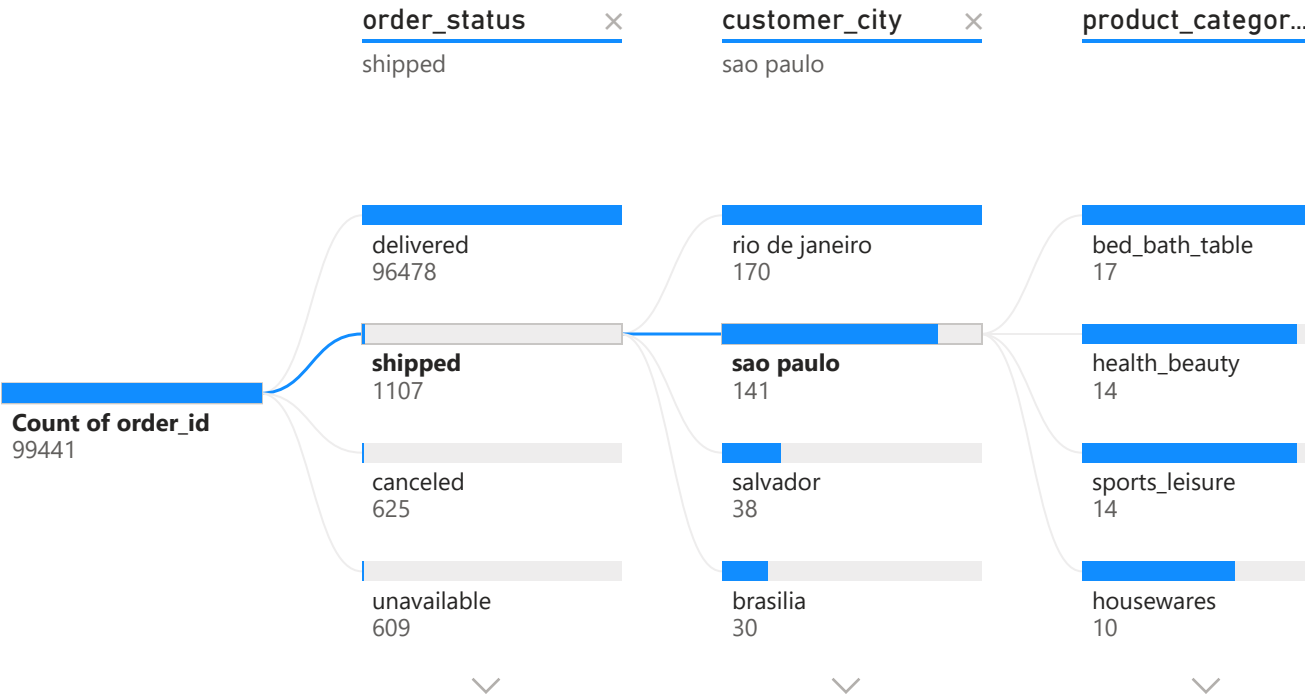 order_status
customer_city
product_categor...
shipped
sao paulo
delivered
96478
rio de janeiro
170
bed_bath_table
17
shipped
1107
sao paulo
141
health_beauty
14
Count of order_id
99441
canceled
625
salvador
38
sports_leisure
14
unavailable
609
brasilia
30
housewares
10